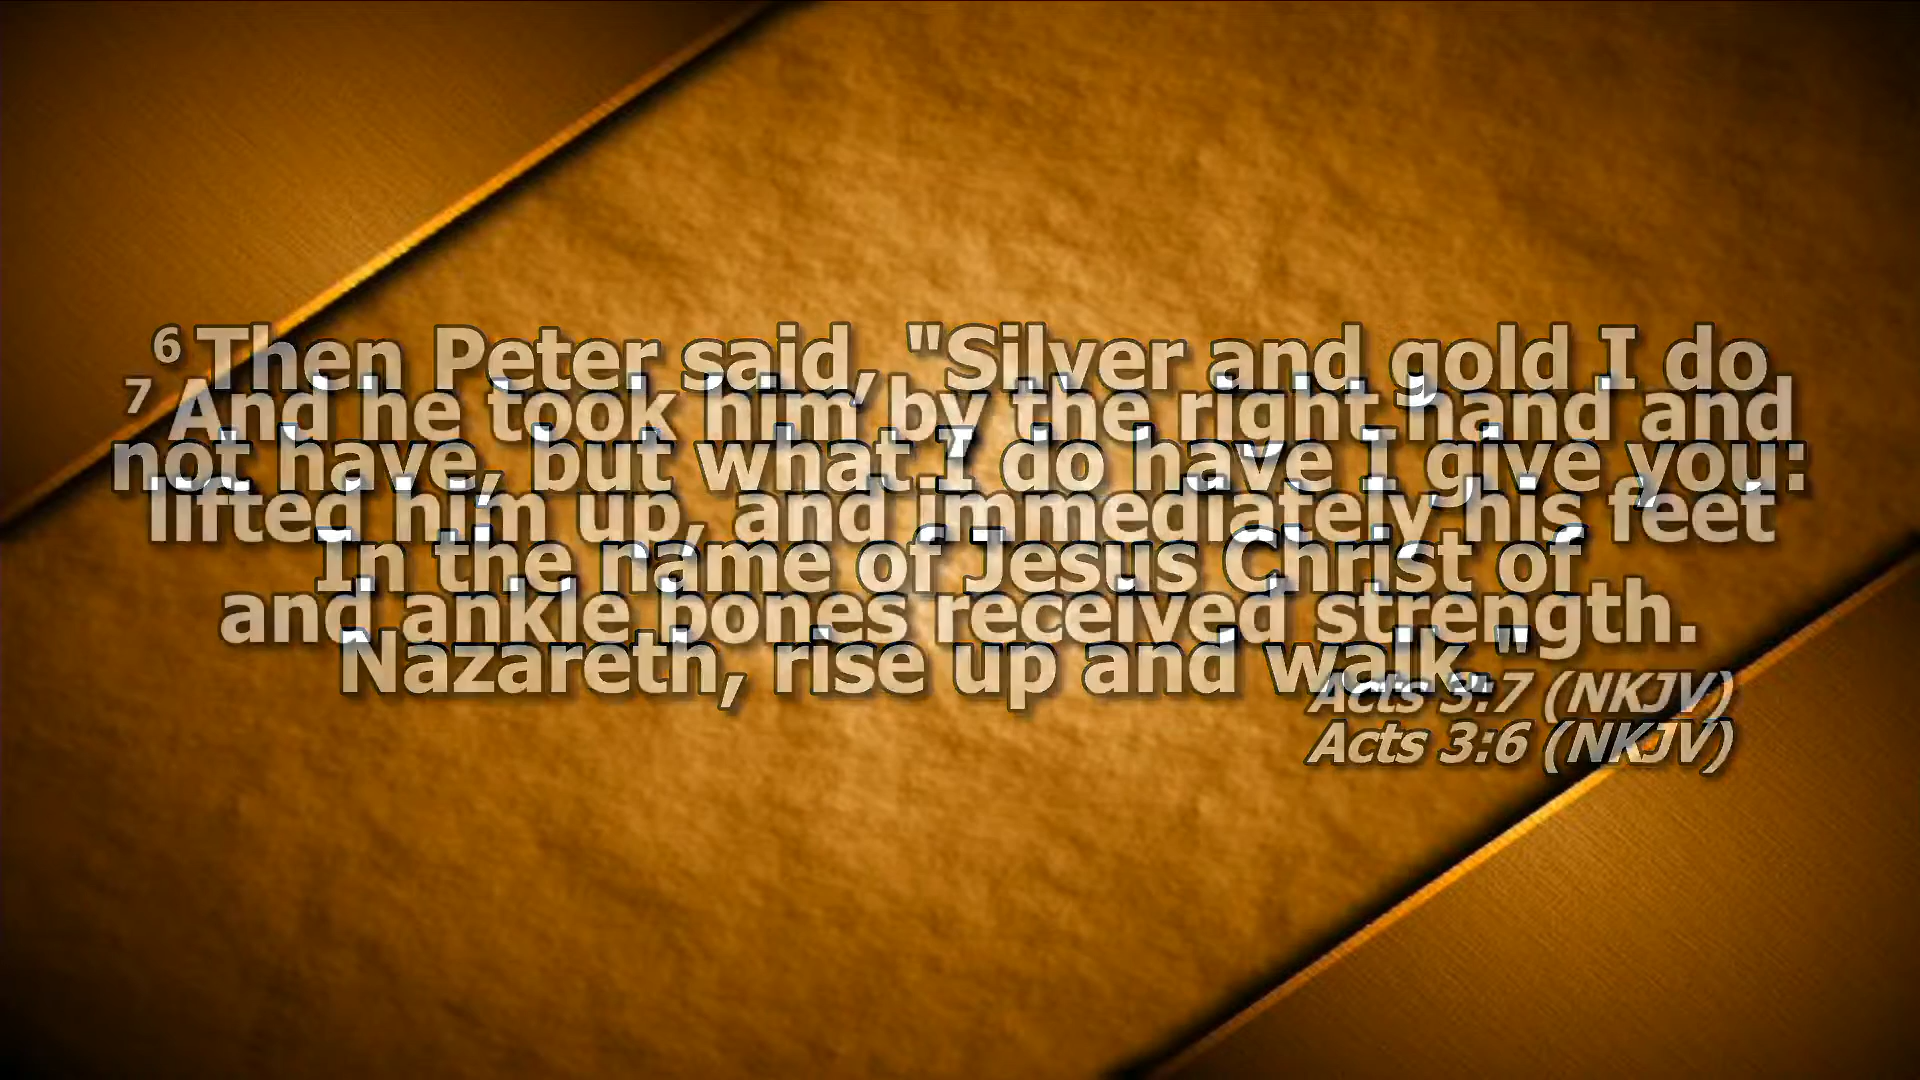 6 Then Peter said, "Silver and gold I do
not have, but what I do have I give you:
In the name of Jesus Christ of
Nazareth, rise up and walk."
Acts 3:6 (NKJV)
7 And he took him by the right hand and
lifted him up, and immediately his feet
and ankle bones received strength.
Acts 3:7 (NKJV)